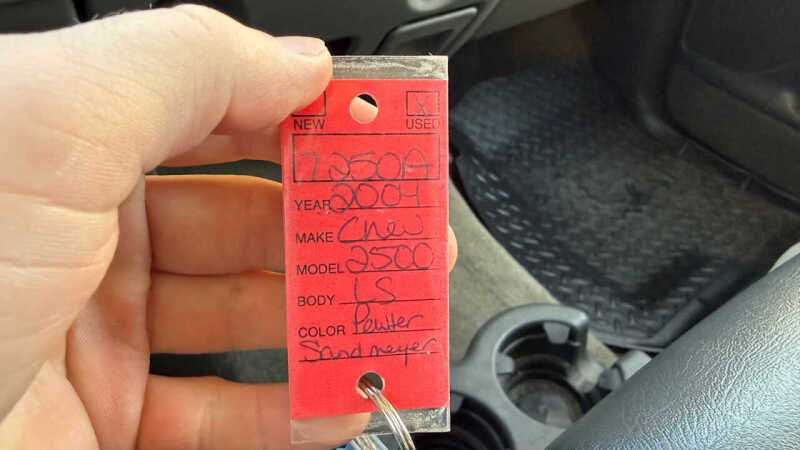 NEW USED
7250A
YEAR 2004
MAKE Chev
MODEL 2500
BODY LS
COLOR Pewter
Sandmeyer